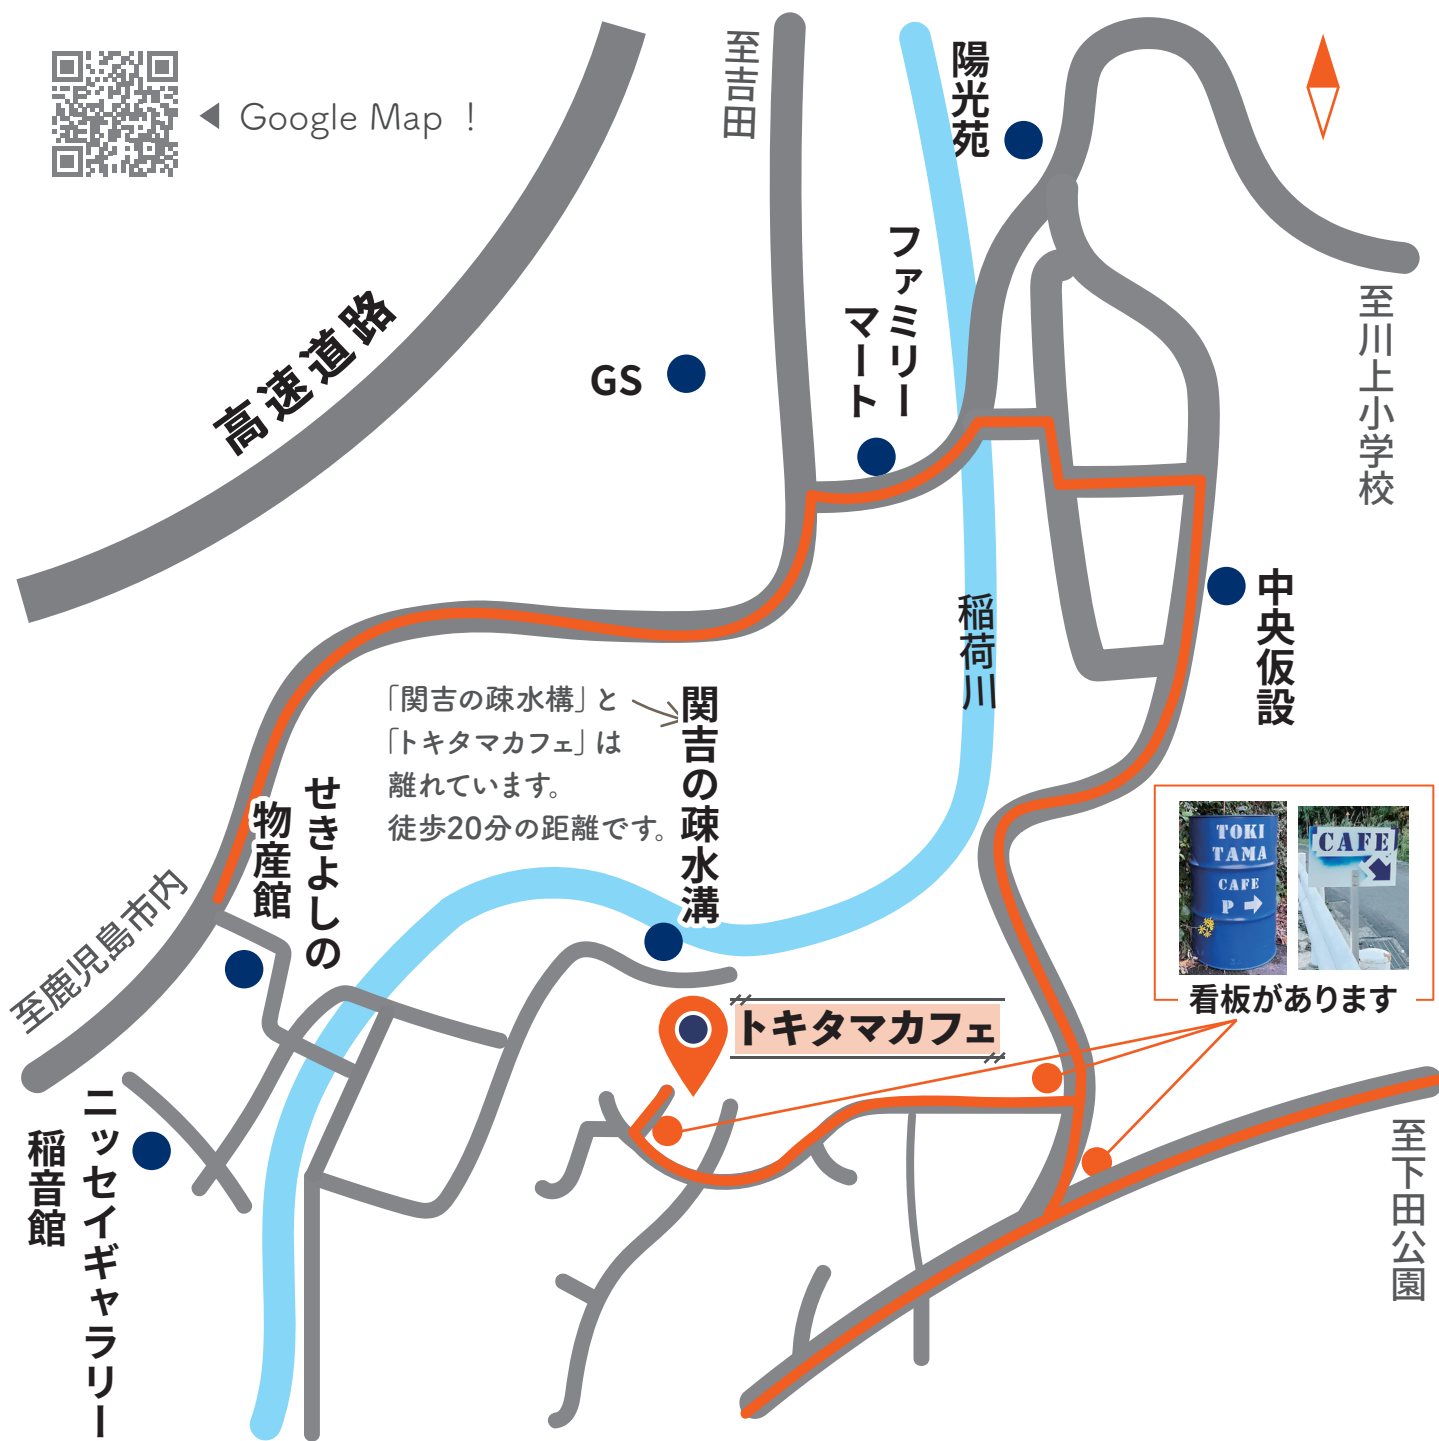 Google Map !
至吉田
陽光苑
ファミリー
マート
GS
高速道路
至川上小学校
稲荷川
中央仮設
「関吉の疎水構」と
「トキタマカフェ」は
離れています。
徒歩20分の距離です。
関吉の疎水溝
せきよしの
物産館
至鹿児島市内
TOKI
TAMA
CAFE
P
CAFE
看板があります
トキタマカフェ
ニッセイギャラリー
稲音館
至下田公園